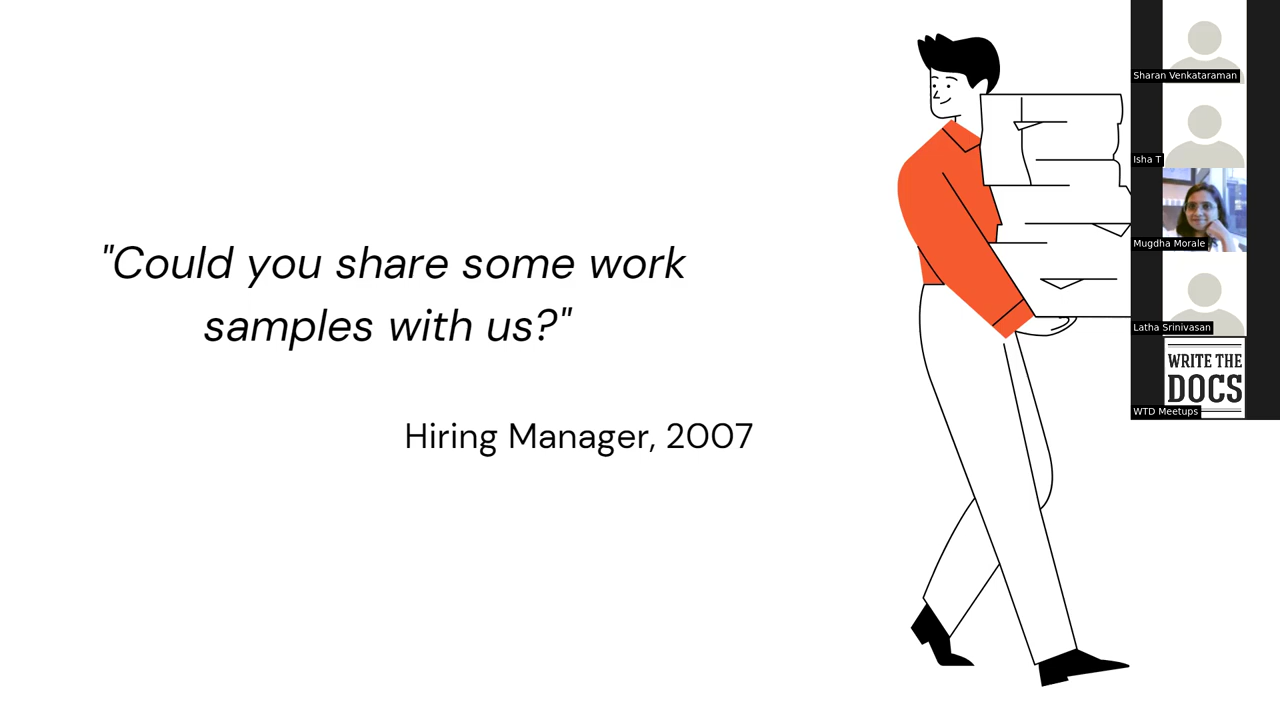 "Could you share some work
samples with us?"
Hiring Manager, 2007
Sharan Venkataraman
Isha T
Mugdha Morale
Latha Srinivasan
WRITE THE
DOCS
WTD Meetups